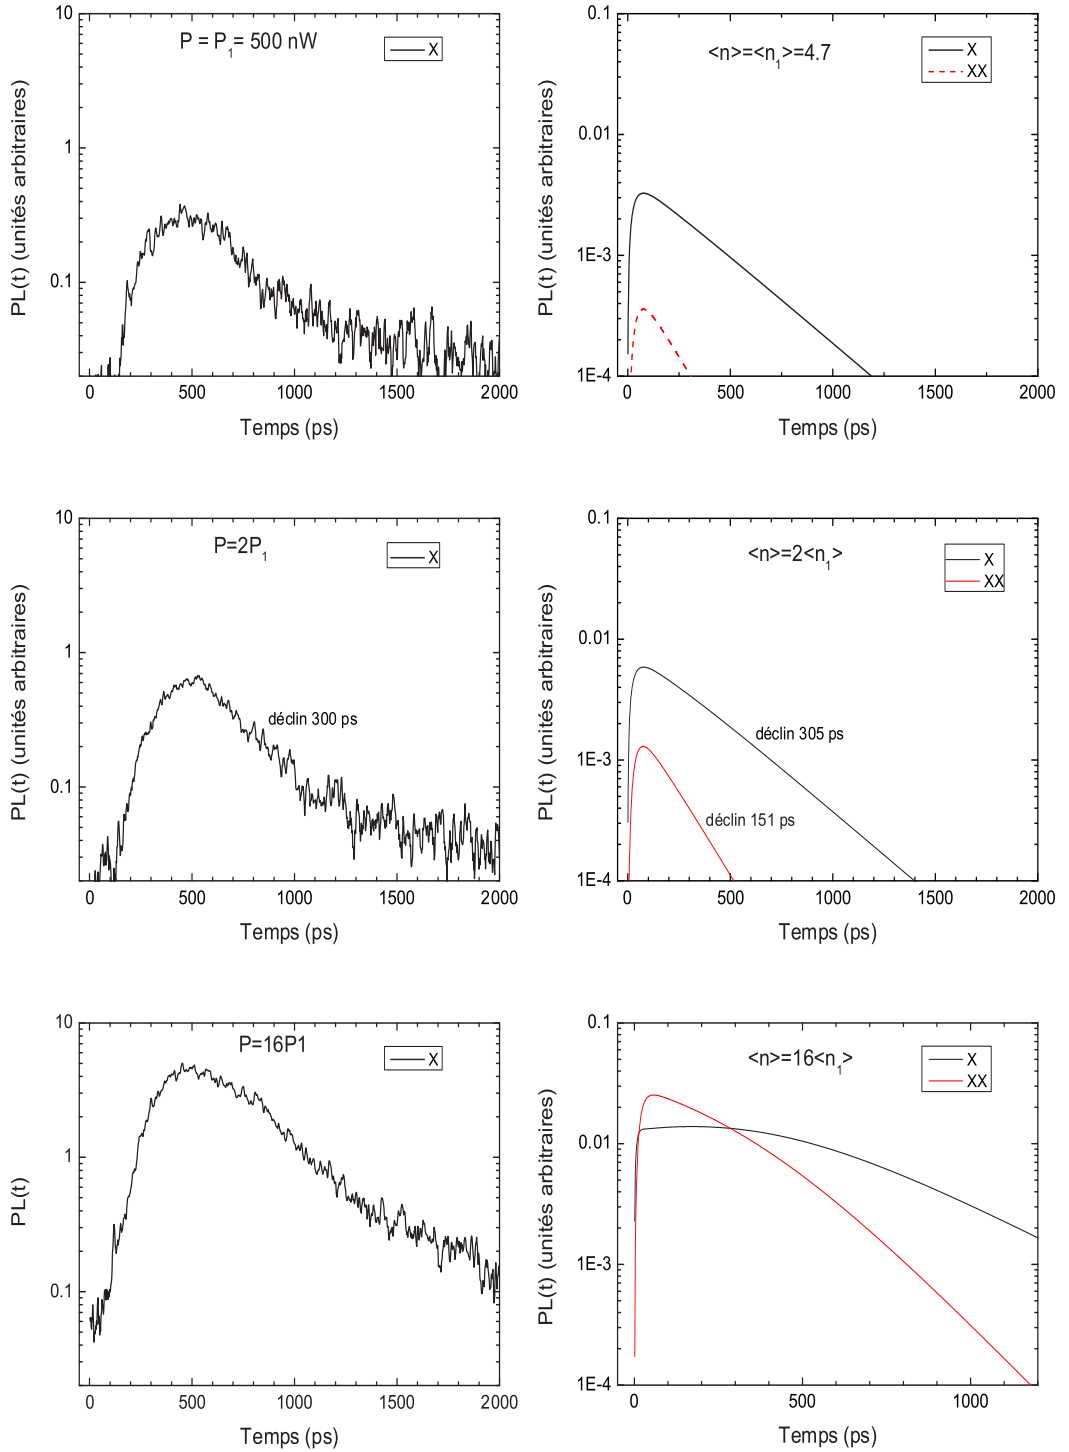 P = P1= 500 nW
X
10
1
0.1
PL(t) (unités arbitraires)
0
500
1000
1500
2000
Temps (ps)
<n>=<n1>=4.7
X
XX
0.1
0.01
1E-3
1E-4
PL(t) (unités arbitraires)
0
500
1000
1500
2000
Temps (ps)
P=2P1
X
déclin 300 ps
10
1
0.1
PL(t) (unités arbitraires)
0
500
1000
1500
2000
Temps (ps)
<n>=2<n1>
X
XX
déclin 305 ps
déclin 151 ps
0.1
0.01
1E-3
1E-4
PL(t) (unités arbitraires)
0
500
1000
1500
2000
Temps (ps)
P=16P1
X
10
1
0.1
PL(t)
0
500
1000
1500
2000
Temps (ps)
<n>=16<n1>
X
XX
0.1
0.01
1E-3
1E-4
PL(t) (unités arbitraires)
0
500
1000
Temps (ps)